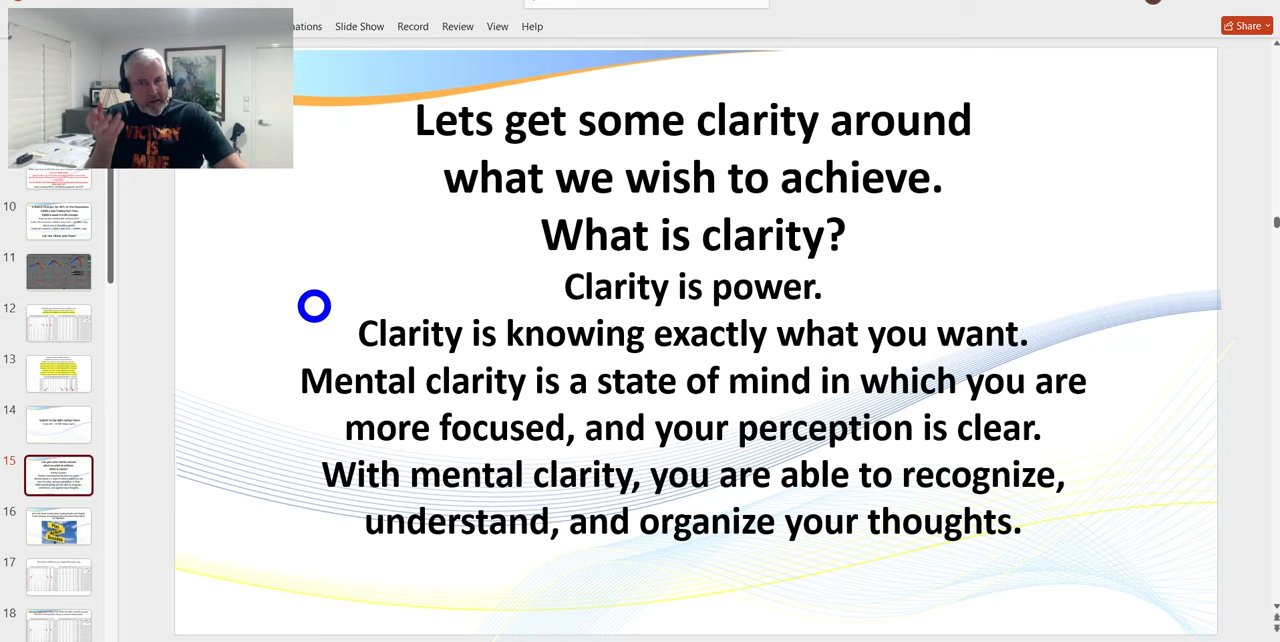 nations Slide Show Record Review View Help
Share
VICTORY
IS
MINE
Lets get some clarity around
what we wish to achieve.
What is clarity?
Clarity is power.
Clarity is knowing exactly what you want.
Mental clarity is a state of mind in which you are
more focused, and your perception is clear.
With mental clarity, you are able to recognize,
understand, and organize your thoughts.
10
11
12
13
14
15
16
17
18